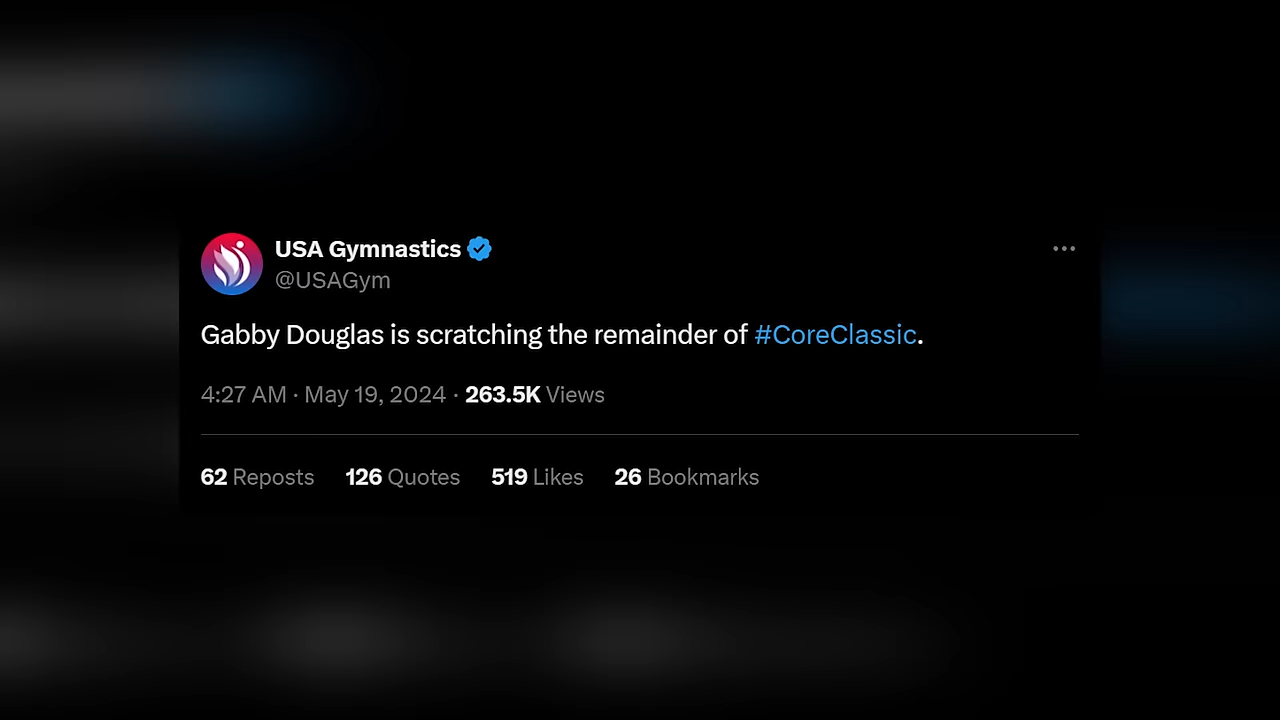 USA Gymnastics
@USAGym
Gabby Douglas is scratching the remainder of #CoreClassic.
4:27 AM · May 19, 2024 · 263.5K Views
62 Reposts 126 Quotes 519 Likes 26 Bookmarks